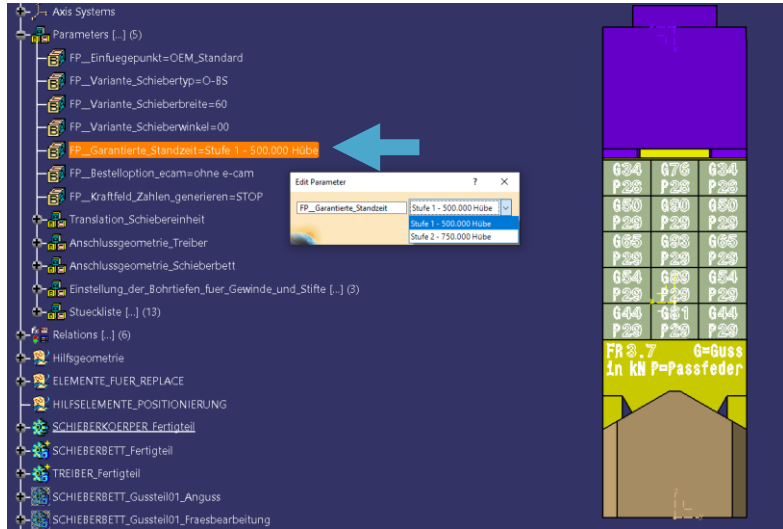 Axis Systems
Parameters [...] (5)
FP__Einfuegepunkt=OEM_Standard
FP__Variante_Schiebertyp=O-BS
FP__Variante_Schieberbreite=60
FP__Variante_Schieberwinkel=00
FP__Garantierte_Standzeit=Stufe 1 - 500.000 Hübe
FP__Bestelloption_ecam=ohne e-cam
FP__Kraftfeld_Zahlen_generieren=STOP
Translation_Schiebereinheit
Anschlussgeometrie_Treiber
Anschlussgeometrie_Schieberbett
Einstellung_der_Bohrtiefen_fuer_Gewinde_und_Stifte [...] (3)
Stueckliste [...] (13)
Relations [...] (6)
Hilfsgeometrie
ELEMENTE_FUER_REPLACE
HILFSELEMENTE_POSITIONIERUNG
SCHIEBERKOERPER_Fertigteil
SCHIEBERBETT_Fertigteil
TREIBER_Fertigteil
SCHIEBERBETT_Gussteil01_Anguss
SCHIEBERBETT_Gussteil01_Fraesbearbeitung
Edit Parameter
? X
FP__Garantierte_Standzeit Stufe 1 - 500.000 Hübe
Stufe 1 - 500.000 Hübe
Stufe 2 - 750.000 Hübe
G34 G76 G34
P28 P28 P28
G50 G90 G50
P29 P29 P29
G65 G93 G65
P29 P29 P29
G54 G54
P29 P29 P29
G44 G81 G44
P29 P29 P29
FR 3.7 G=Guss
in kN P=Passfeder